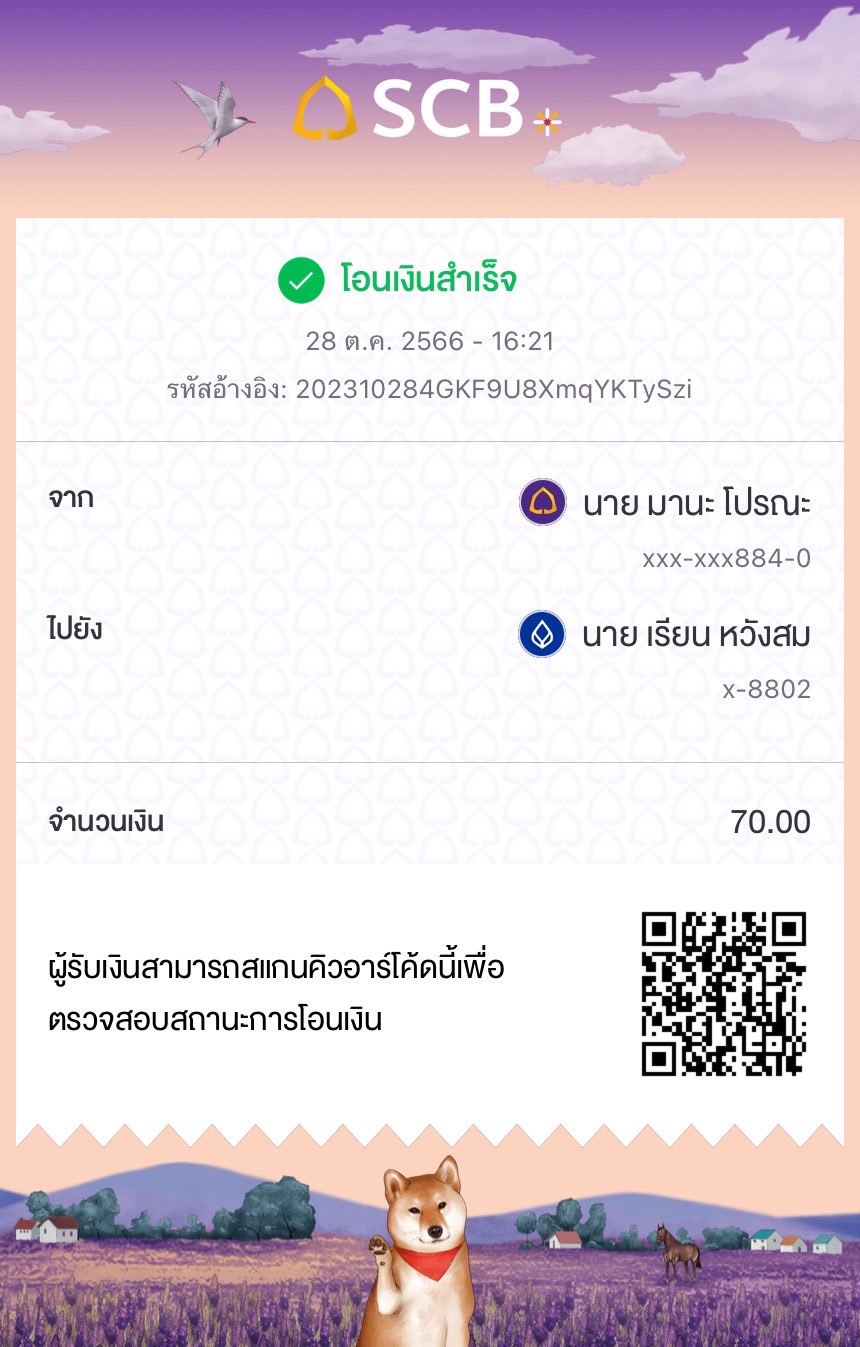 SCB
โอนเงินสำเร็จ
28 ต.ค. 2566 - 16:21
รหัสอ้างอิง: 202310284GKF9U8XmqYKTySzi
จาก
นาย มานะ โปรณะ
xxx-xxx884-0
ไปยัง
นาย เรียน หวังสม
x-8802
จำนวนเงิน
70.00
ผู้รับเงินสามารถสแกนคิวอาร์โค้ดนี้เพื่อ
ตรวจสอบสถานะการโอนเงิน